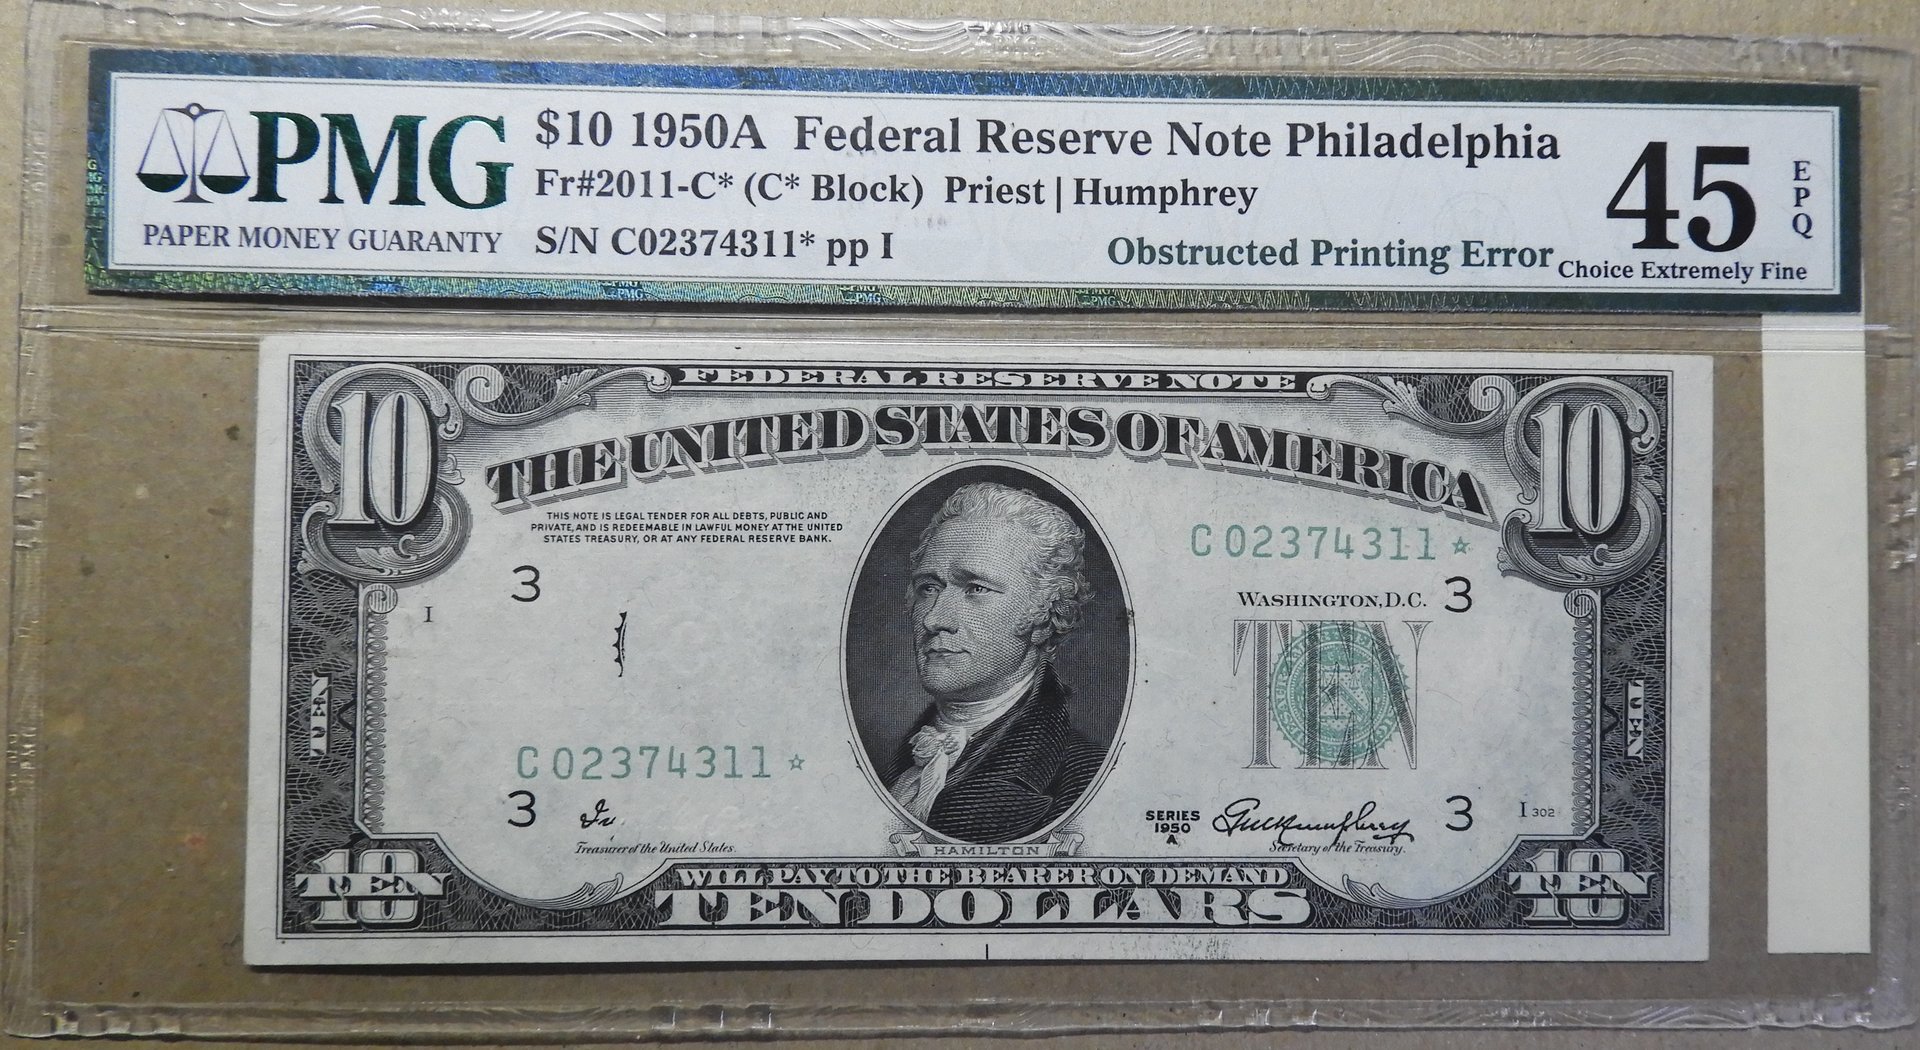 PMG
PAPER MONEY GUARANTY
$10 1950A Federal Reserve Note Philadelphia
Fr#2011-C* (C* Block) Priest | Humphrey
S/N C02374311* pp I
Obstructed Printing Error
45
EPQ
Choice Extremely Fine
FEDERAL RESERVE NOTE
10
10
THE UNITED STATES OF AMERICA
THIS NOTE IS LEGAL TENDER FOR ALL DEBTS, PUBLIC AND
PRIVATE, AND IS REDEEMABLE IN LAWFUL MONEY AT THE UNITED
STATES TREASURY, OR AT ANY FEDERAL RESERVE BANK.
C 02374311 ☆
3
WASHINGTON, D.C.
3
I
TEN
TEN
TEN
C 02374311 ☆
3
3
Treasurer of the United States.
SERIES
1950
A
Secretary of the Treasury.
I 302
HAMILTON
10
TEN
WILL PAY TO THE BEARER ON DEMAND
TEN DOLLARS
10
TEN